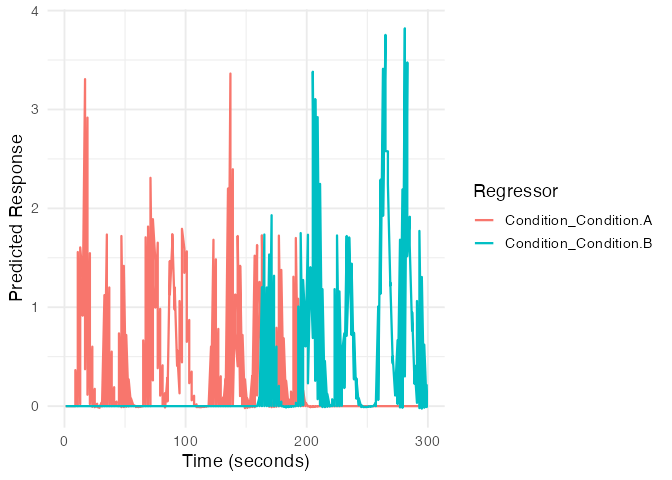 4
3
2
1
0
Predicted Response
0
100
200
300
Time (seconds)
Regressor
Condition_Condition.A
Condition_Condition.B